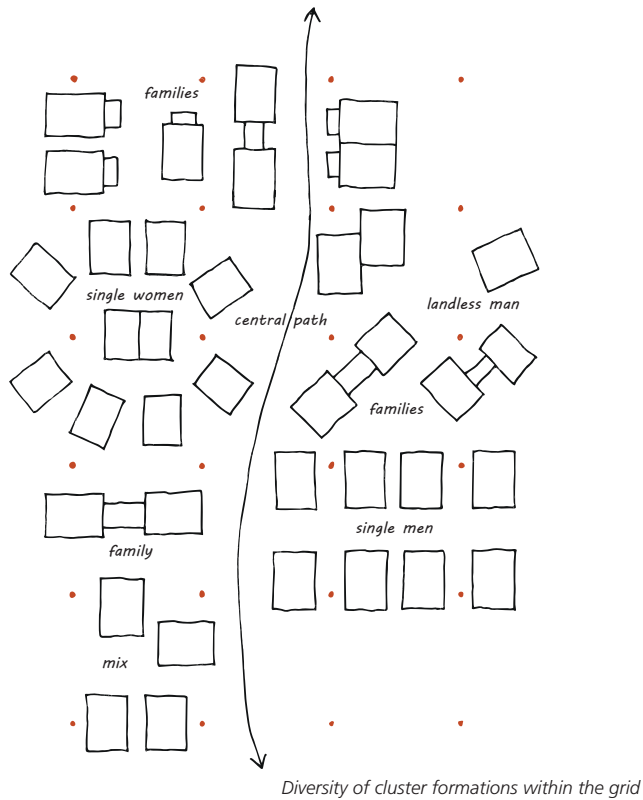 families
single women
central path
landless man
families
single men
family
mix
Diversity of cluster formations within the grid